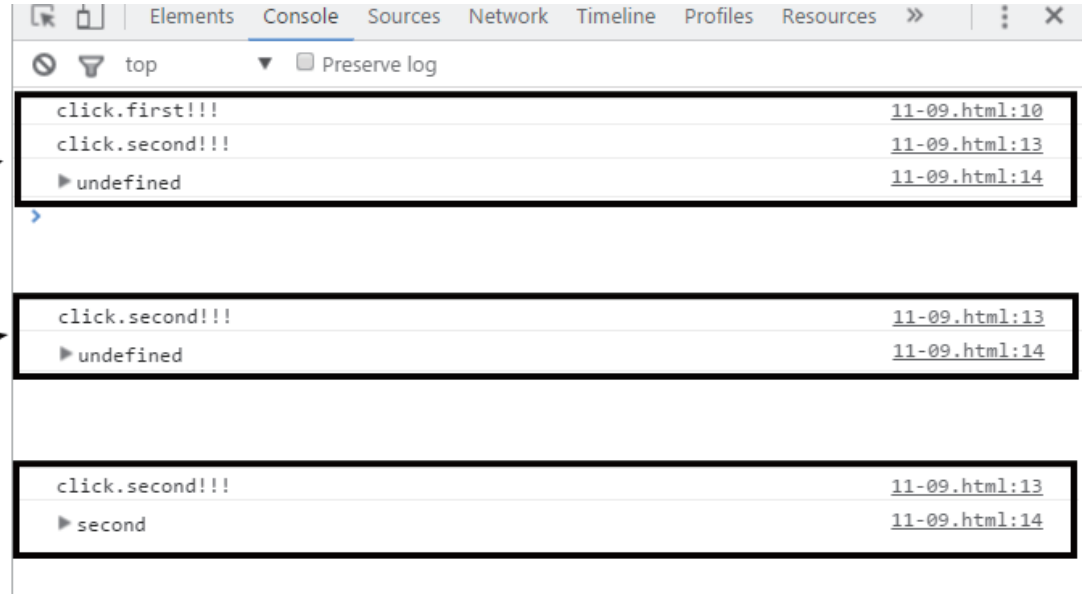 Elements Console Sources Network Timeline Profiles Resources »
top ▼ Preserve log
click.first!!! 11-09.html:10
click.second!!! 11-09.html:13
▶undefined 11-09.html:14
>
click.second!!! 11-09.html:13
▶undefined 11-09.html:14
click.second!!! 11-09.html:13
▶second 11-09.html:14